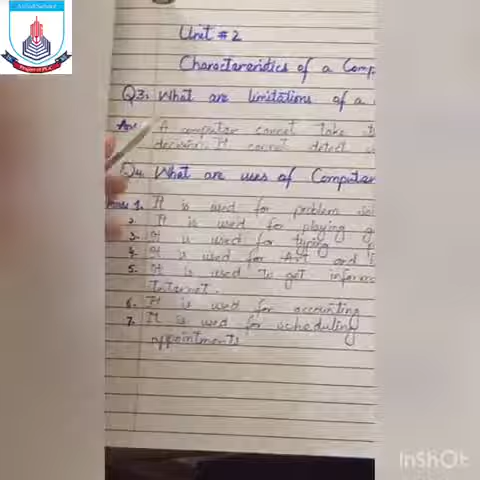 Unit # 2
Characteristics of a Comp
Q3. What are limitations of a
Ans. A computer cannot take
decision. It cannot detect
Q4. What are uses of Computer
1. It is used for problem
2. It is used for playing g
3. It is used for typing
4. It is used for Art and
5. It is used to get inform
Internet.
6. It is used for accounting
7. It is used for scheduling
appointments
InShOt